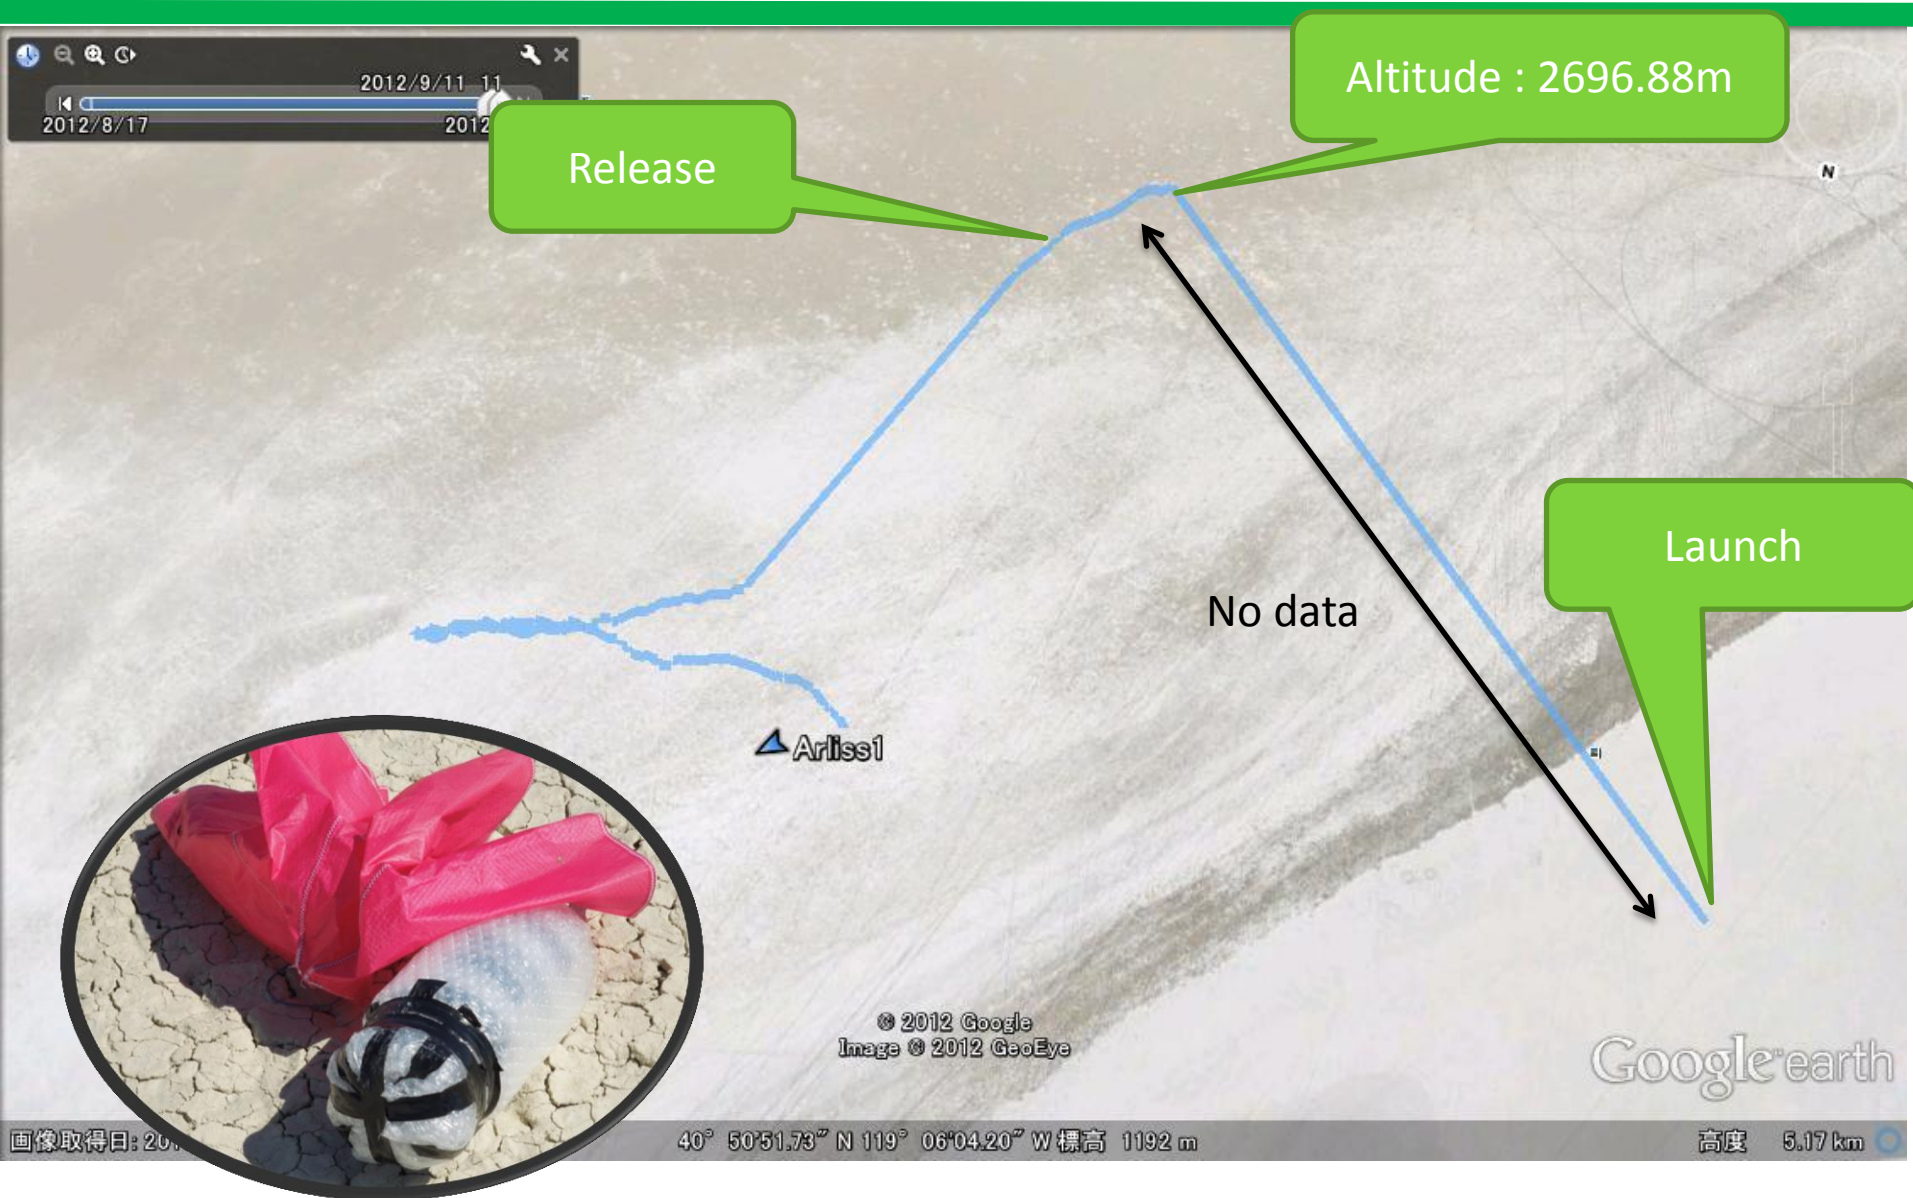 2012/9/11 11
2012/8/17
2012
Release
Altitude : 2696.88m
N
Launch
No data
Arliss1
© 2012 Google
Image © 2012 GeoEye
Google earth
画像取得日: 201
40° 50'51.73" N 119° 06'04.20" W 標高 1192 m
高度 5.17 km